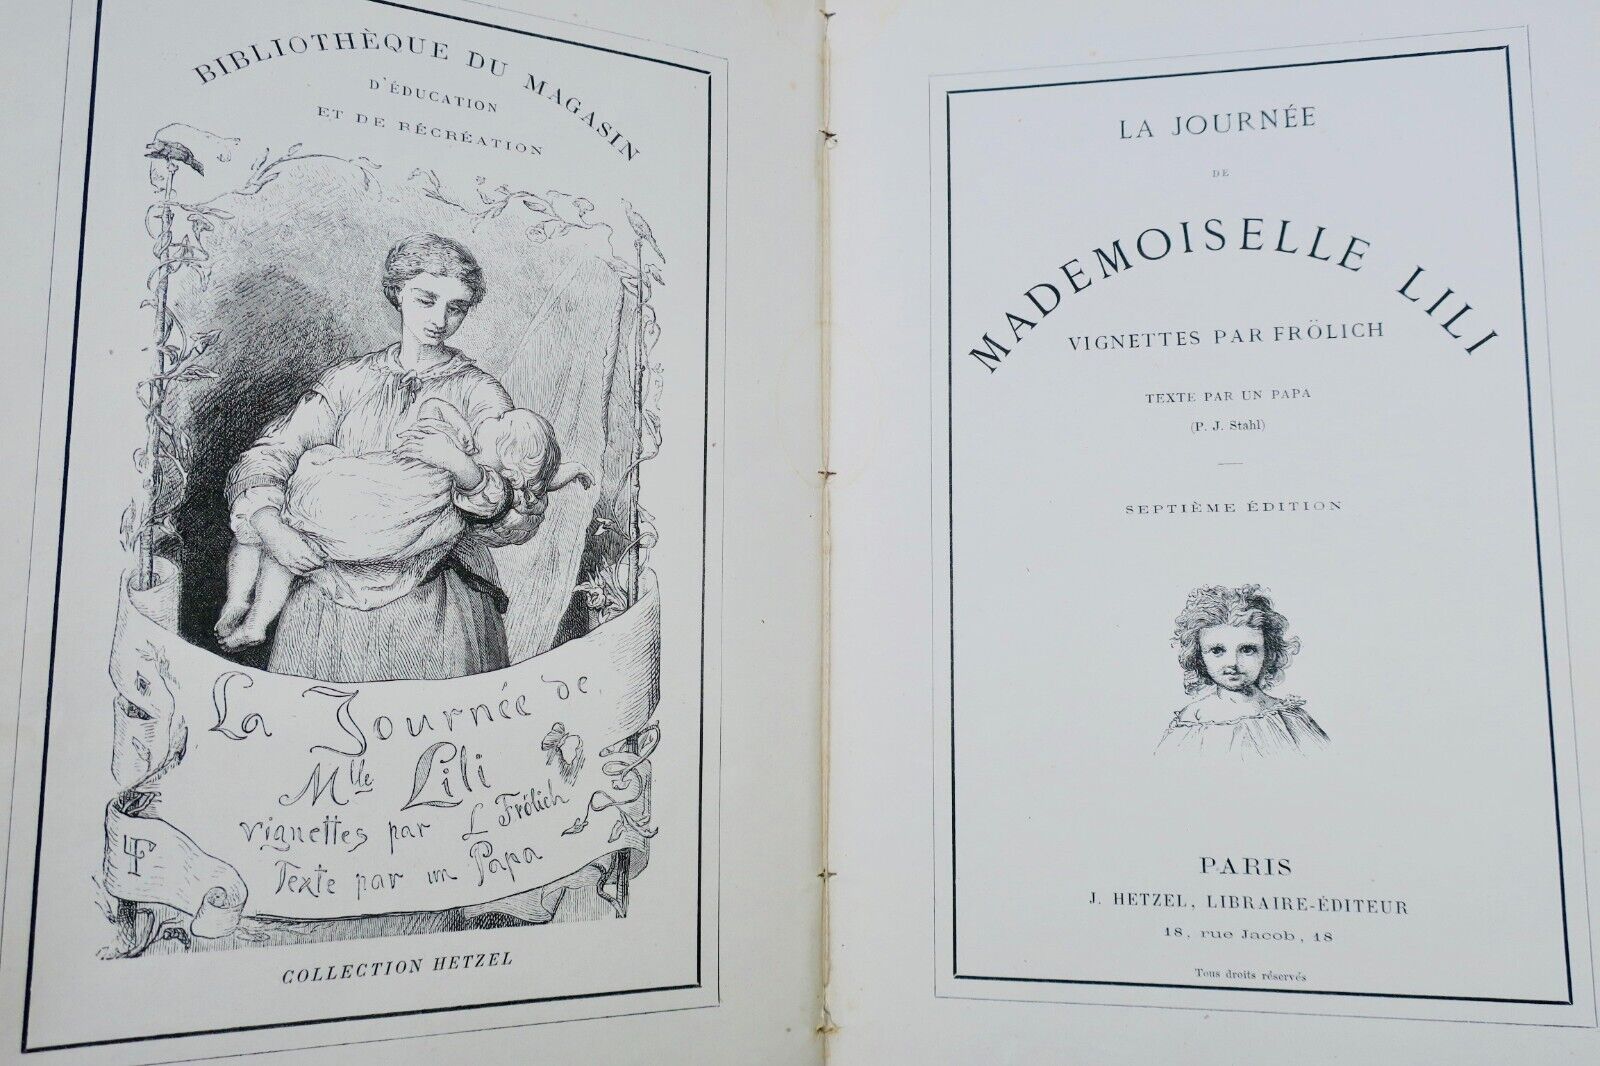 BIBLIOTHÈQUE DU MAGASIN
D'ÉDUCATION
ET DE RÉCRÉATION
La Journée de
Mlle Lili
vignettes par L Frölich
Texte par un Papa
LF
COLLECTION HETZEL
LA JOURNÉE
DE
MADEMOISELLE LILI
VIGNETTES PAR FRÖLICH
TEXTE PAR UN PAPA
(P. J. Stahl)
SEPTIÈME ÉDITION
PARIS
J. HETZEL, LIBRAIRE-ÉDITEUR
18, rue Jacob, 18
Tous droits réservés